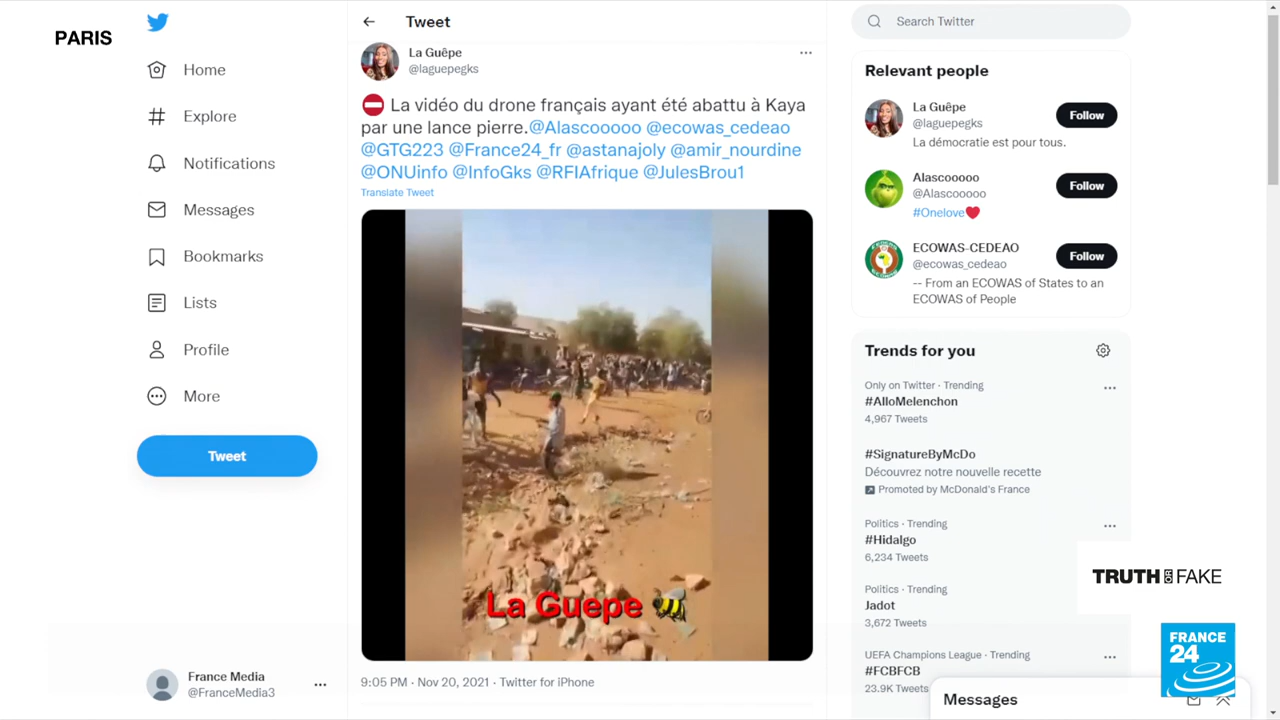 PARIS
Home
Explore
Notifications
Messages
Bookmarks
Lists
Profile
More
Tweet
France Media
@FranceMedia3
Tweet
La Guêpe
@laguepegks
La vidéo du drone français ayant été abattu à Kaya
par une lance pierre.@Alascooooo @ecowas_cedeao
@GTG223 @France24_fr @astanajoly @amir_nourdine
@ONUinfo @InfoGks @RFIAfrique @JulesBrou1
Translate Tweet
La Guepe
9:05 PM · Nov 20, 2021 · Twitter for iPhone
Search Twitter
Relevant people
La Guêpe
@laguepegks
Follow
La démocratie est pour tous.
Alascooooo
@Alascooooo
Follow
#Onelove
ECOWAS-CEDEAO
@ecowas_cedeao
Follow
-- From an ECOWAS of States to an
ECOWAS of People
Trends for you
Only on Twitter · Trending
#AlloMelenchon
4,967 Tweets
#SignatureByMcDo
Découvrez notre nouvelle recette
Promoted by McDonald's France
Politics · Trending
#Hidalgo
6,234 Tweets
Politics · Trending
Jadot
3,672 Tweets
UEFA Champions League · Trending
#FCBFCB
23.9K Tweets
Messages
TRUTH OR FAKE
FRANCE
24